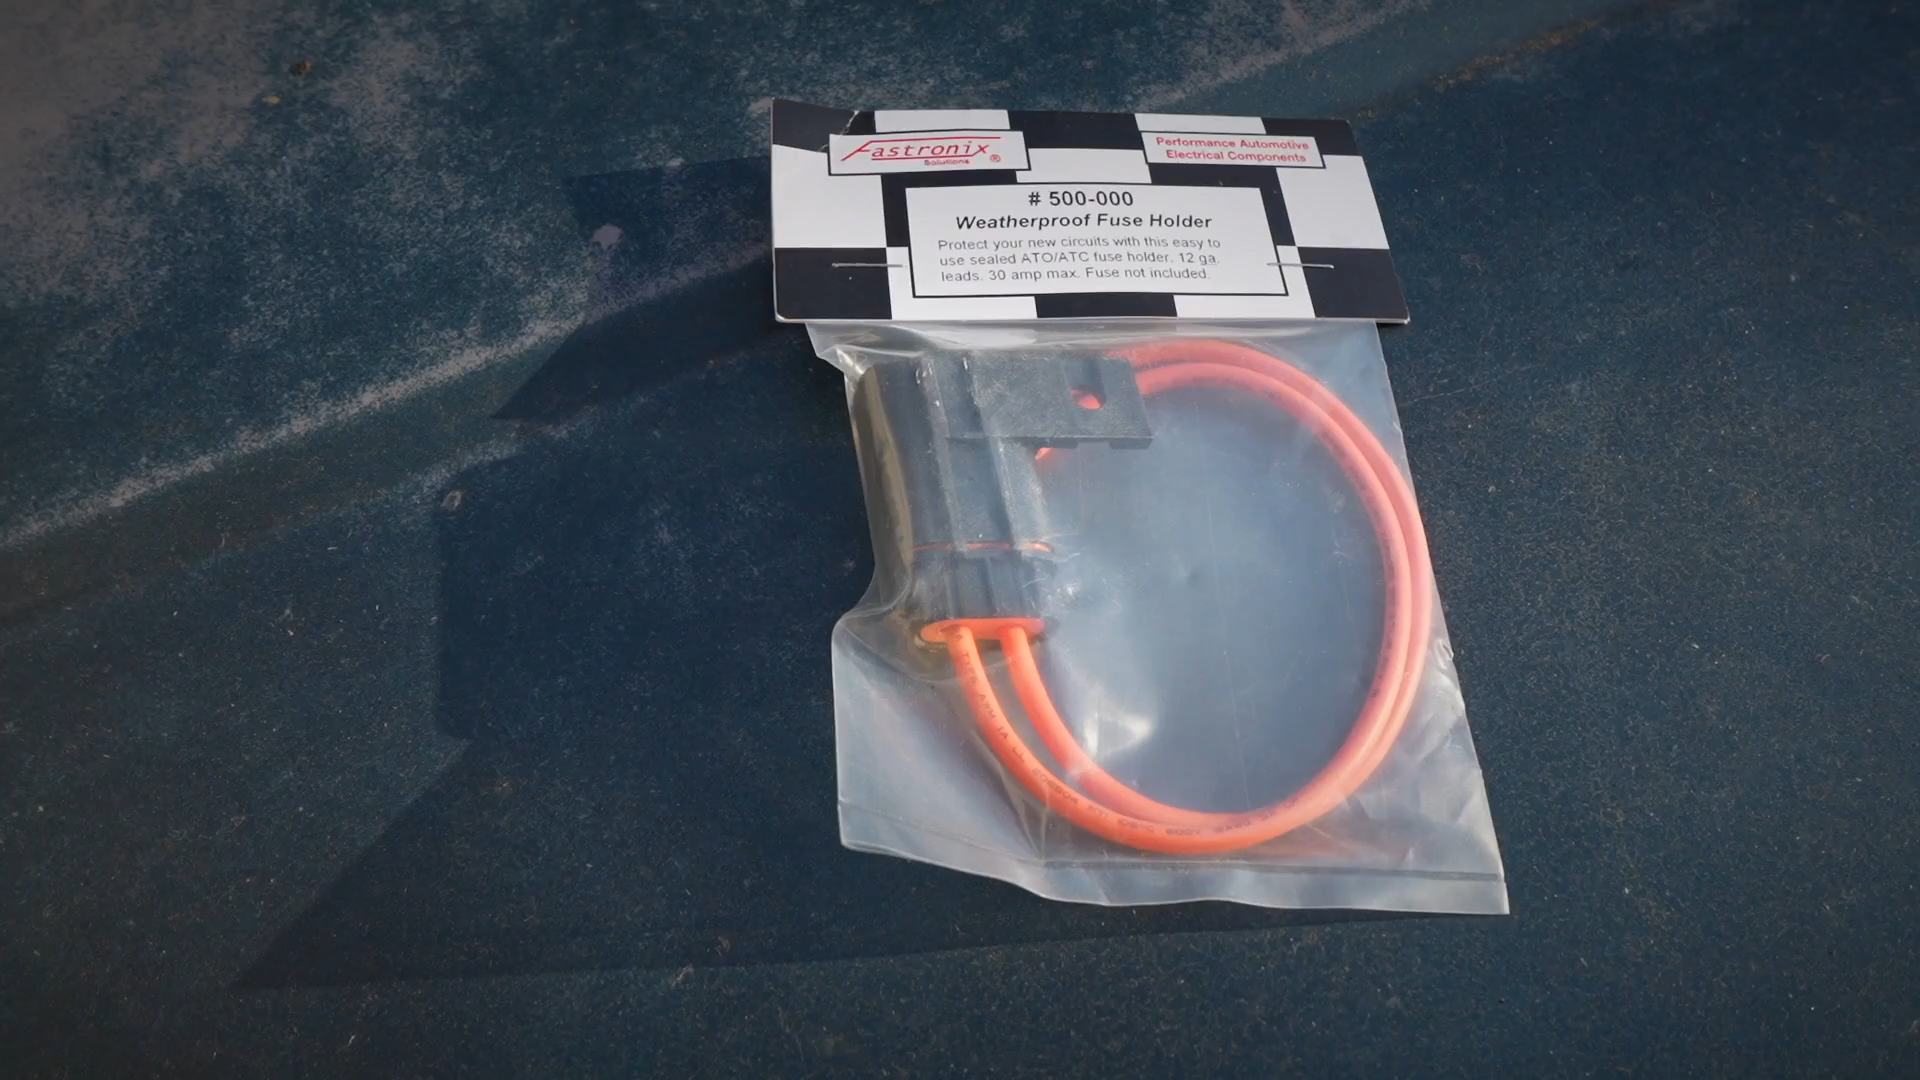 Fastronix®
Solutions
Performance Automotive
Electrical Components
# 500-000
Weatherproof Fuse Holder
Protect your new circuits with this easy to
use sealed ATO/ATC fuse holder. 12 ga.
leads. 30 amp max. Fuse not included.